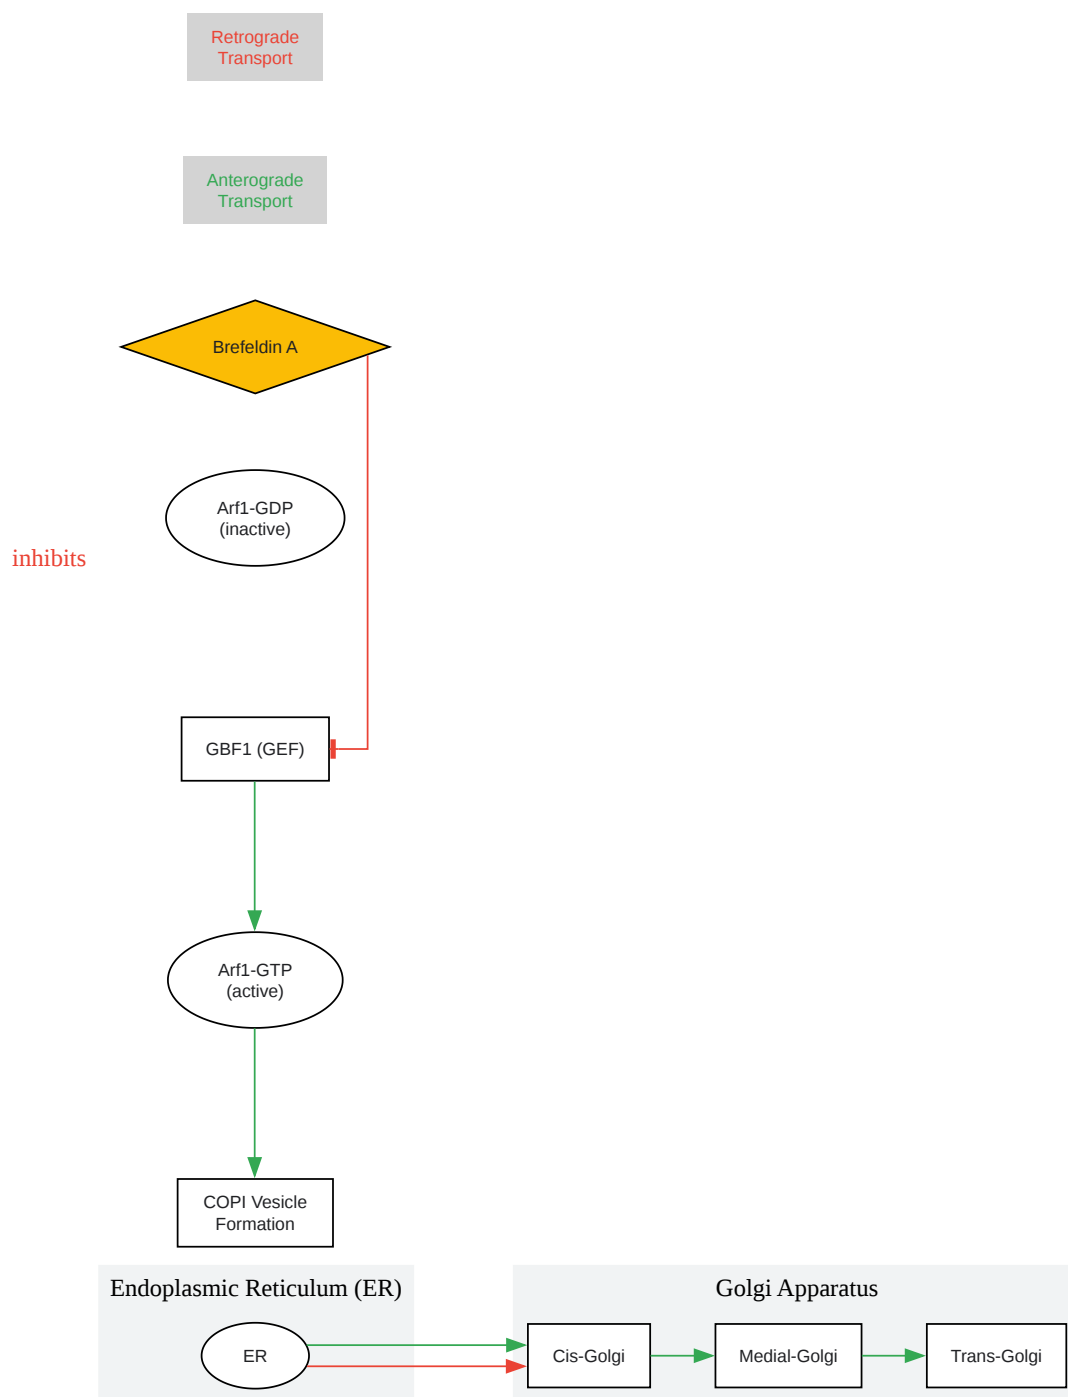 Retrograde
Transport
Anterograde
Transport
Brefeldin A
Arf1-GDP
(inactive)
inhibits
GBF1 (GEF)
Arf1-GTP
(active)
COPI Vesicle
Formation
Endoplasmic Reticulum (ER)
Golgi Apparatus
ER
Cis-Golgi
Medial-Golgi
Trans-Golgi